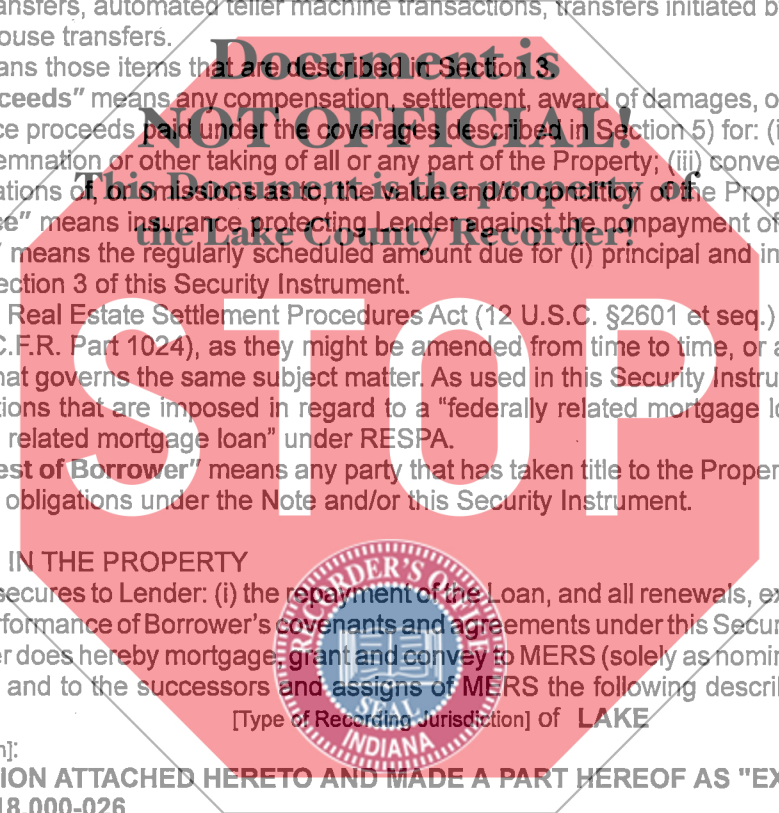 ansfers, automated teller machine transactions, transfers initiated b
ouse transfers.
Document is
ans those items that are described in Section 3.
ceeds" means any compensation, settlement, award of damages, o
NOT OFFICIAL!
ce proceeds paid under the coverages described in Section 5) for: (i
emnation or other taking of all or any part of the Property; (iii) conve
This Document is the property of
ations of, or omissions as to, the value and/or condition of the Prop
ce" means insurance protecting Lender against the nonpayment of
the Lake County Recorder!
" means the regularly scheduled amount due for (i) principal and in
ection 3 of this Security Instrument.
Real Estate Settlement Procedures Act (12 U.S.C. §2601 et seq.)
C.F.R. Part 1024), as they might be amended from time to time, or a
hat governs the same subject matter. As used in this Security Instru
tions that are imposed in regard to a “federally related mortgage lo
related mortgage loan” under RESPA.
STOP
est of Borrower" means any party that has taken title to the Proper
obligations under the Note and/or this Security Instrument.
IN THE PROPERTY
secures to Lender: (i) the repayment of the Loan, and all renewals, ex
rformance of Borrower’s covenants and agreements under this Secur
er does hereby mortgage, grant and convey to MERS (solely as nomin
and to the successors and assigns of MERS the following descri
RECORDER'S OFFICE
SEAL
INDIANA
[Type of Recording Jurisdiction] of LAKE
n]:
ION ATTACHED HERETO AND MADE A PART HEREOF AS "EX
18.000-026